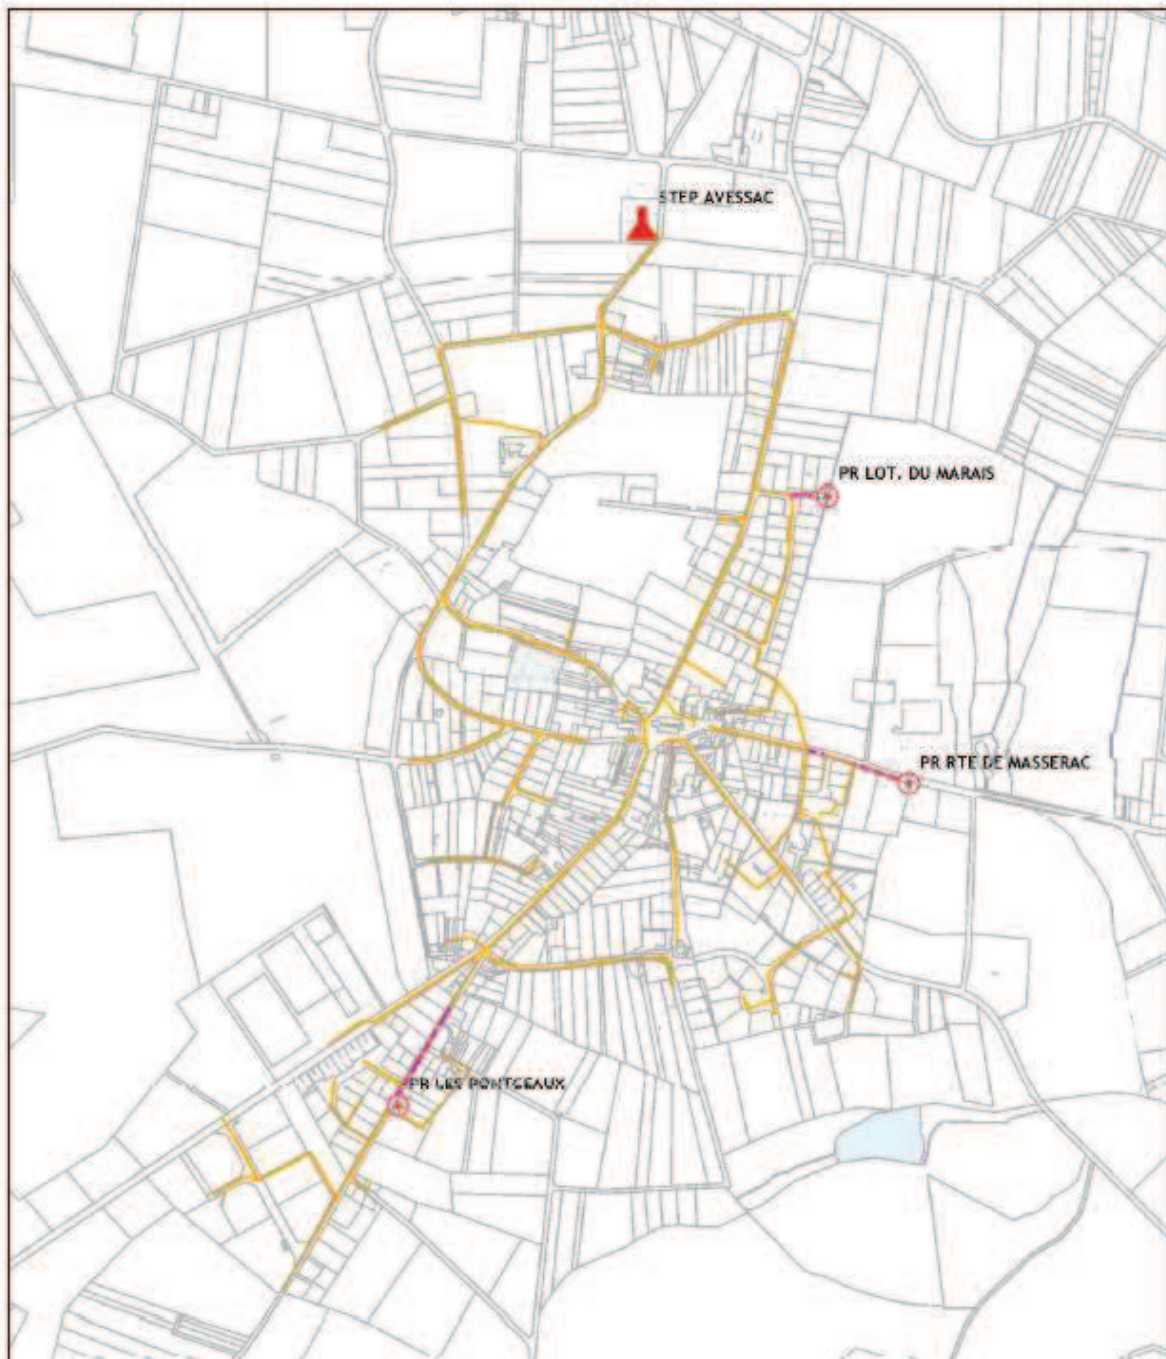 STEP AVESSAC
PR LOT. DU MARAIS
PR RTE DE MASSERAC
PR LES PONTCEAUX